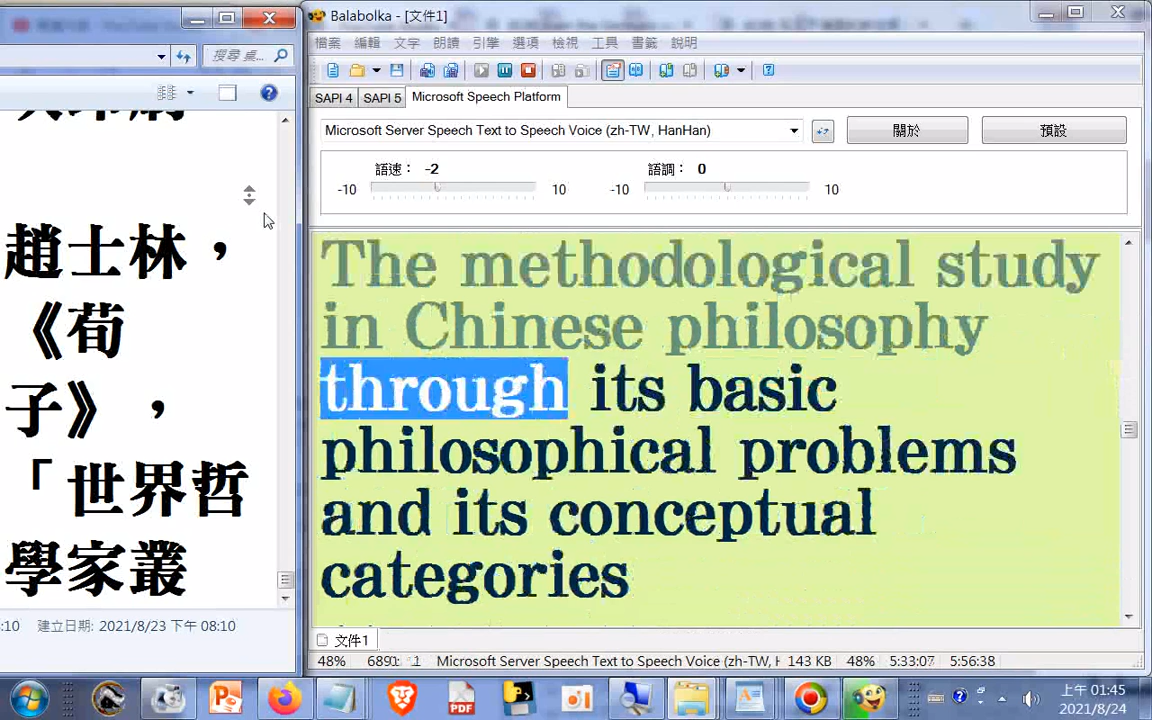 搜尋 桌...
趙士林，
《荀
子》，
「世界哲
學家叢
:10 建立日期: 2021/8/23 下午 08:10
Balabolka - [文件1]
檔案 編輯 文字 朗讀 引擎 選項 檢視 工具 書籤 說明
SAPI 4 SAPI 5 Microsoft Speech Platform
Microsoft Server Speech Text to Speech Voice (zh-TW, HanHan) 關於 預設
語速： -2 語調： 0
-10 10 -10 10
The methodological study
in Chinese philosophy
through its basic
philosophical problems
and its conceptual
categories
文件1
48% Microsoft Server Speech Text to Speech Voice (zh-TW, H 143 KB 48% 5:33:07 5:56:38
PDF
上午 01:45
2021/8/24